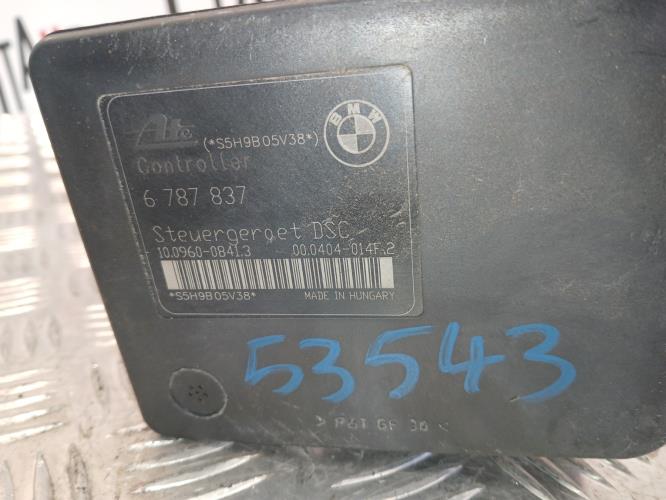 Ate (*S5H9B05V38*) BMW
Controller
6 787 837
Steuergeraet DSC
10.0960-0841.3 00.0404-014F.2
*S5H9B05V38* MADE IN HUNGARY
53543